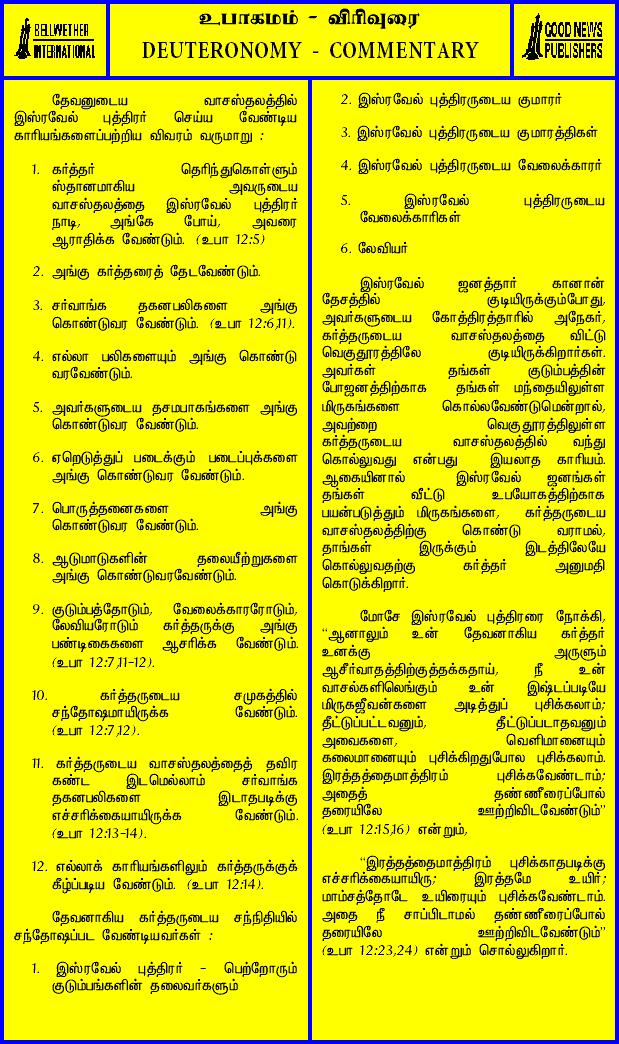 BELLWETHER
INTERNATIONAL
உபாகமம் - விரிவுரை
DEUTERONOMY - COMMENTARY
GOOD NEWS
PUBLISHERS
தேவனுடைய வாசஸ்தலத்தில்
இஸ்ரவேல் புத்திரர் செய்ய வேண்டிய
காரியங்களைப்பற்றிய விவரம் வருமாறு :
1. கர்த்தர் தெரிந்துகொள்ளும்
ஸ்தானமாகிய அவருடைய
வாசஸ்தலத்தை இஸ்ரவேல் புத்திரர்
நாடி, அங்கே போய், அவரை
ஆராதிக்க வேண்டும். (உபா 12:5)
2. அங்கு கர்த்தரைத் தேடவேண்டும்.
3. சர்வாங்க தகனபலிகளை அங்கு
கொண்டுவர வேண்டும். (உபா 12:6,11).
4. எல்லா பலிகளையும் அங்கு கொண்டு
வரவேண்டும்.
5. அவர்களுடைய தசமபாகங்களை அங்கு
கொண்டுவர வேண்டும்.
6. ஏறெடுத்துப் படைக்கும் படைப்புக்களை
அங்கு கொண்டுவர வேண்டும்.
7. பொருத்தனைகளை அங்கு
கொண்டுவர வேண்டும்.
8. ஆடுமாடுகளின் தலையீற்றுகளை
அங்கு கொண்டுவரவேண்டும்.
9. குடும்பத்தோடும், வேலைக்காரரோடும்,
லேவியரோடும் கர்த்தருக்கு அங்கு
பண்டிகைகளை ஆசரிக்க வேண்டும்.
(உபா 12:7,11-12).
10. கர்த்தருடைய சமுகத்தில்
சந்தோஷமாயிருக்க வேண்டும்.
(உபா 12:7,12).
11. கர்த்தருடைய வாசஸ்தலத்தைத் தவிர
கண்ட இடமெல்லாம் சர்வாங்க
தகனபலிகளை இடாதபடிக்கு
எச்சரிக்கையாயிருக்க வேண்டும்.
(உபா 12:13-14).
12. எல்லாக் காரியங்களிலும் கர்த்தருக்குக்
கீழ்ப்படிய வேண்டும். (உபா 12:14).
தேவனாகிய கர்த்தருடைய சந்நிதியில்
சந்தோஷப்பட வேண்டியவர்கள் :
1. இஸ்ரவேல் புத்திரர் - பெற்றோரும்
குடும்பங்களின் தலைவர்களும்
2. இஸ்ரவேல் புத்திரருடைய குமாரர்
3. இஸ்ரவேல் புத்திரருடைய குமாரத்திகள்
4. இஸ்ரவேல் புத்திரருடைய வேலைக்காரர்
5. இஸ்ரவேல் புத்திரருடைய
வேலைக்காரிகள்
6. லேவியர்
இஸ்ரவேல் ஜனத்தார் கானான்
தேசத்தில் குடியிருக்கும்போது,
அவர்களுடைய கோத்திரத்தாரில் அநேகர்,
கர்த்தருடைய வாசஸ்தலத்தை விட்டு
வெகுதூரத்திலே குடியிருக்கிறார்கள்.
அவர்கள் தங்கள் குடும்பத்தின்
போஜனத்திற்காக தங்கள் மந்தையிலுள்ள
மிருகங்களை கொல்லவேண்டுமென்றால்,
அவற்றை வெகுதூரத்திலுள்ள
கர்த்தருடைய வாசஸ்தலத்தில் வந்து
கொல்லுவது என்பது இயலாத காரியம்.
ஆகையினால் இஸ்ரவேல் ஜனங்கள்
தங்கள் வீட்டு உபயோகத்திற்காக
பயன்படுத்தும் மிருகங்களை, கர்த்தருடைய
வாசஸ்தலத்திற்கு கொண்டு வராமல்,
தாங்கள் இருக்கும் இடத்திலேயே
கொல்லுவதற்கு கர்த்தர் அனுமதி
கொடுக்கிறார்.
மோசே இஸ்ரவேல் புத்திரரை நோக்கி,
“ஆனாலும் உன் தேவனாகிய கர்த்தர்
உனக்கு அருளும்
ஆசீர்வாதத்திற்குத்தக்கதாய், நீ உன்
வாசல்களிலெங்கும் உன் இஷ்டப்படியே
மிருகஜீவன்களை அடித்துப் புசிக்கலாம்;
தீட்டுப்பட்டவனும், தீட்டுப்படாதவனும்
அவைகளை, வெளிமானையும்
கலைமானையும் புசிக்கிறதுபோல புசிக்கலாம்.
இரத்தத்தைமாத்திரம் புசிக்கவேண்டாம்;
அதைத் தண்ணீரைப்போல்
தரையிலே ஊற்றிவிடவேண்டும்”
(உபா 12:15,16) என்றும்,
“இரத்தத்தைமாத்திரம் புசிக்காதபடிக்கு
எச்சரிக்கையாயிரு; இரத்தமே உயிர்;
மாம்சத்தோடே உயிரையும் புசிக்கவேண்டாம்.
அதை நீ சாப்பிடாமல் தண்ணீரைப்போல்
தரையிலே ஊற்றிவிடவேண்டும்”
(உபா 12:23,24) என்றும் சொல்லுகிறார்.